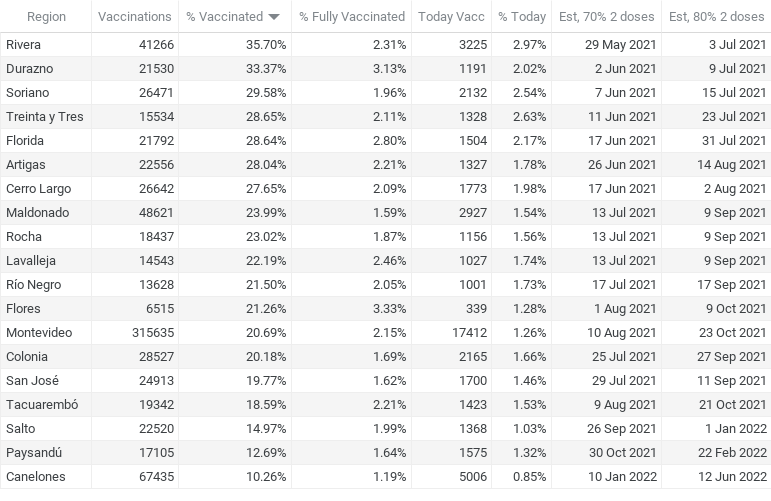 Region Vaccinations % Vaccinated % Fully Vaccinated Today Vacc % Today Est, 70% 2 doses Est, 80% 2 doses
Rivera 41266 35.70% 2.31% 3225 2.97% 29 May 2021 3 Jul 2021
Durazno 21530 33.37% 3.13% 1191 2.02% 2 Jun 2021 9 Jul 2021
Soriano 26471 29.58% 1.96% 2132 2.54% 7 Jun 2021 15 Jul 2021
Treinta y Tres 15534 28.65% 2.11% 1328 2.63% 11 Jun 2021 23 Jul 2021
Florida 21792 28.64% 2.80% 1504 2.17% 17 Jun 2021 31 Jul 2021
Artigas 22556 28.04% 2.21% 1327 1.78% 26 Jun 2021 14 Aug 2021
Cerro Largo 26642 27.65% 2.09% 1773 1.98% 17 Jun 2021 2 Aug 2021
Maldonado 48621 23.99% 1.59% 2927 1.54% 13 Jul 2021 9 Sep 2021
Rocha 18437 23.02% 1.87% 1156 1.56% 13 Jul 2021 9 Sep 2021
Lavalleja 14543 22.19% 2.46% 1027 1.74% 13 Jul 2021 9 Sep 2021
Río Negro 13628 21.50% 2.05% 1001 1.73% 17 Jul 2021 17 Sep 2021
Flores 6515 21.26% 3.33% 339 1.28% 1 Aug 2021 9 Oct 2021
Montevideo 315635 20.69% 2.15% 17412 1.26% 10 Aug 2021 23 Oct 2021
Colonia 28527 20.18% 1.69% 2165 1.66% 25 Jul 2021 27 Sep 2021
San José 24913 19.77% 1.62% 1700 1.46% 29 Jul 2021 11 Sep 2021
Tacuarembó 19342 18.59% 2.21% 1423 1.53% 9 Aug 2021 21 Oct 2021
Salto 22520 14.97% 1.99% 1368 1.03% 26 Sep 2021 1 Jan 2022
Paysandú 17105 12.69% 1.64% 1575 1.32% 30 Oct 2021 22 Feb 2022
Canelones 67435 10.26% 1.19% 5006 0.85% 10 Jan 2022 12 Jun 2022